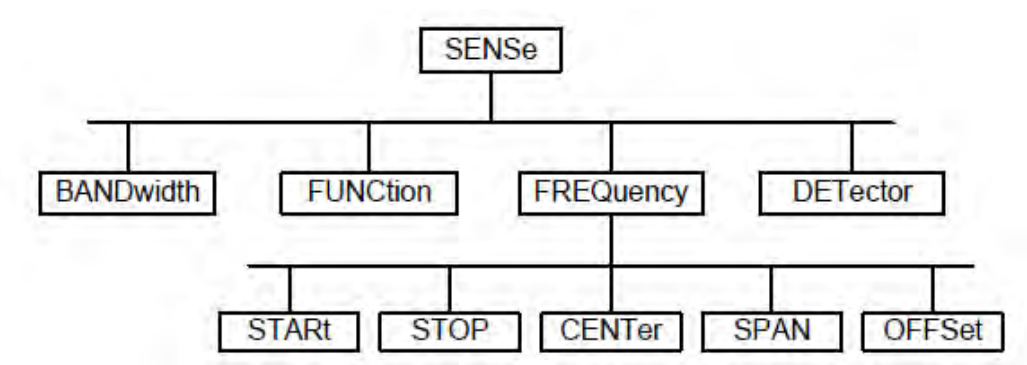 SENSe
BANDwidth FUNCtion FREQuency DETector
STARt STOP CENTer SPAN OFFSet